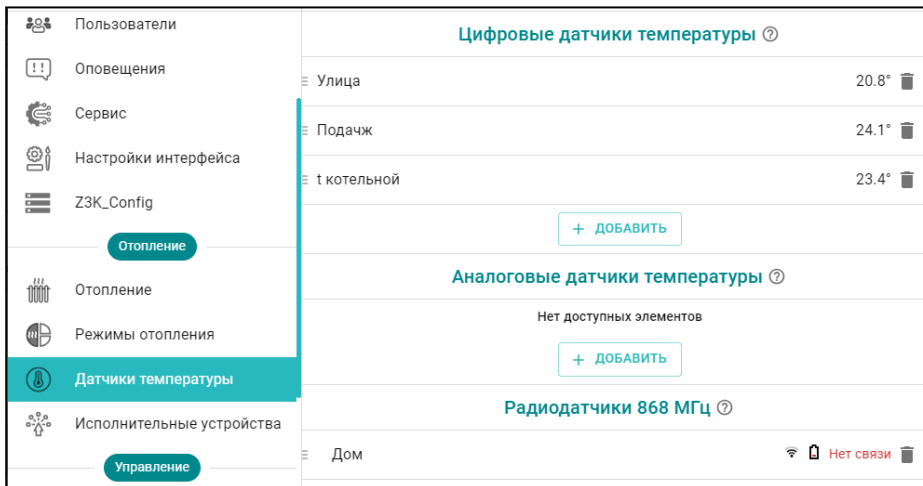 Пользователи
Оповещения
Сервис
Настройки интерфейса
Z3K_Config
Отопление
Отопление
Режимы отопления
Датчики температуры
Исполнительные устройства
Управление
Цифровые датчики температуры ?
Улица 20.8°
Подачж 24.1°
t котельной 23.4°
+ ДОБАВИТЬ
Аналоговые датчики температуры ?
Нет доступных элементов
+ ДОБАВИТЬ
Радиодатчики 868 МГц ?
Дом Нет связи